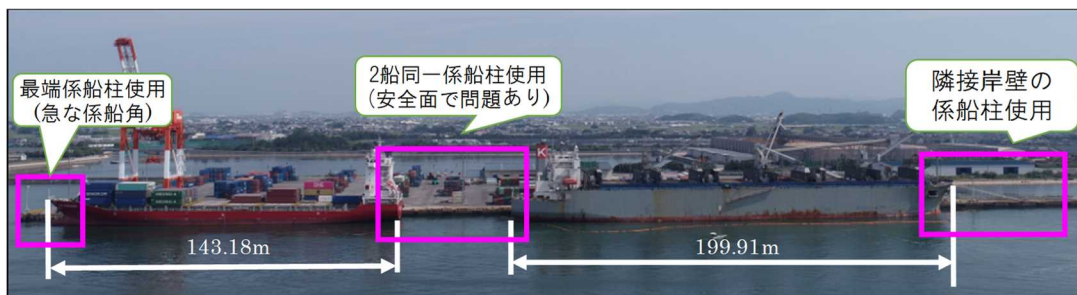 最端係船柱使用
(急な係船角)
2船同一係船柱使用
(安全面で問題あり)
隣接岸壁の
係船柱使用
K
143.18m
199.91m